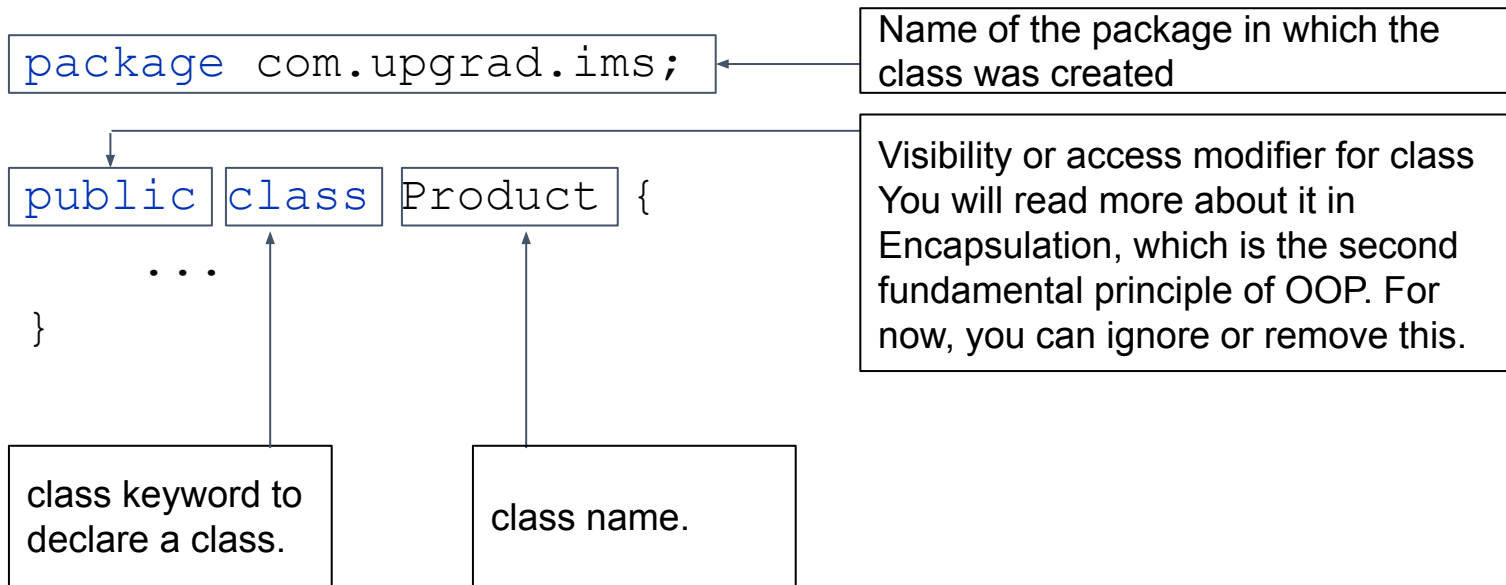 package com.upgrad.ims;
Name of the package in which the
class was created
public class Product {
...
}
Visibility or access modifier for class
You will read more about it in
Encapsulation, which is the second
fundamental principle of OOP. For
now, you can ignore or remove this.
class keyword to
declare a class.
class name.